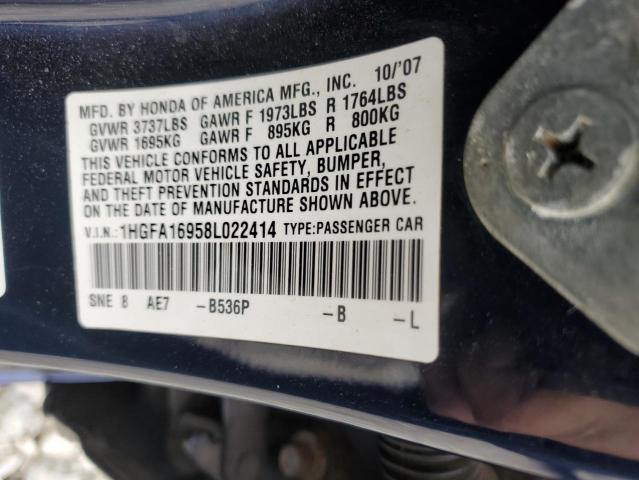 MFD. BY HONDA OF AMERICA MFG., INC. 10/'07
GVWR 3737LBS GAWR F 1973LBS R 1764LBS
GVWR 1695KG GAWR F 895KG R 800KG
THIS VEHICLE CONFORMS TO ALL APPLICABLE
FEDERAL MOTOR VEHICLE SAFETY, BUMPER,
AND THEFT PREVENTION STANDARDS IN EFFECT
ON THE DATE OF MANUFACTURE SHOWN ABOVE.
V.I.N.: 1HGFA16958L022414 TYPE:PASSENGER CAR
SNE 8 AE7 -B536P -B -L